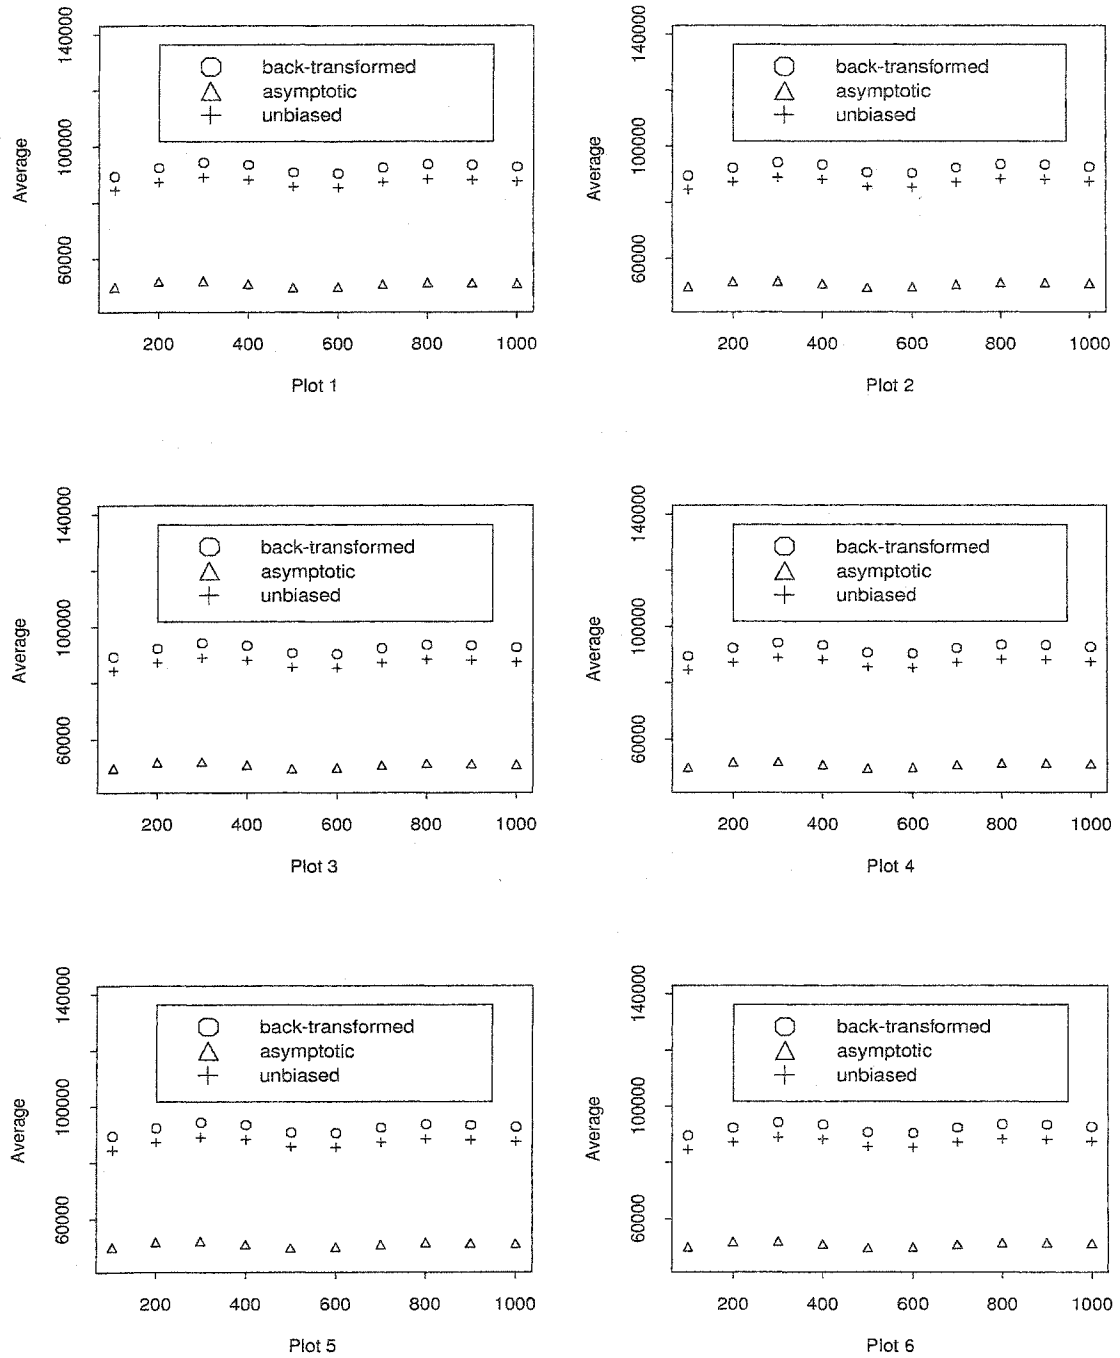 140000
100000
60000
Average
back-transformed
asymptotic
unbiased
200 400 600 800 1000
Plot 1
140000
100000
60000
Average
back-transformed
asymptotic
unbiased
200 400 600 800 1000
Plot 2
140000
100000
60000
Average
back-transformed
asymptotic
unbiased
200 400 600 800 1000
Plot 3
140000
100000
60000
Average
back-transformed
asymptotic
unbiased
200 400 600 800 1000
Plot 4
140000
100000
60000
Average
back-transformed
asymptotic
unbiased
200 400 600 800 1000
Plot 5
140000
100000
60000
Average
back-transformed
asymptotic
unbiased
200 400 600 800 1000
Plot 6